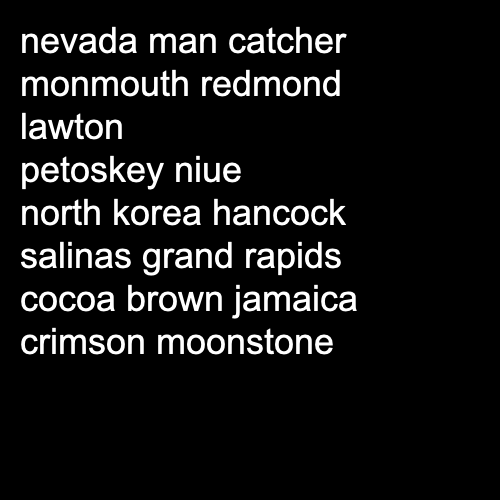 nevada man catcher
monmouth redmond
lawton
petoskey niue
north korea hancock
salinas grand rapids
cocoa brown jamaica
crimson moonstone